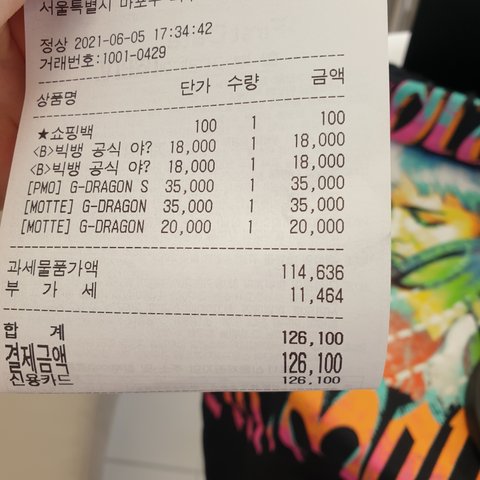 서울특별시 마포구
정상 2021-06-05 17:34:42
거래번호:1001-0429
상품명 단가 수량 금액
★쇼핑백 100 1 100
<B>빅뱅 공식 야? 18,000 1 18,000
<B>빅뱅 공식 야? 18,000 1 18,000
[PMO] G-DRAGON S 35,000 1 35,000
[MOTTE] G-DRAGON 35,000 1 35,000
[MOTTE] G-DRAGON 20,000 1 20,000
과세물품가액 114,636
부 가 세 11,464
합 계 126,100
결제금액 126,100
신용카드 126,100